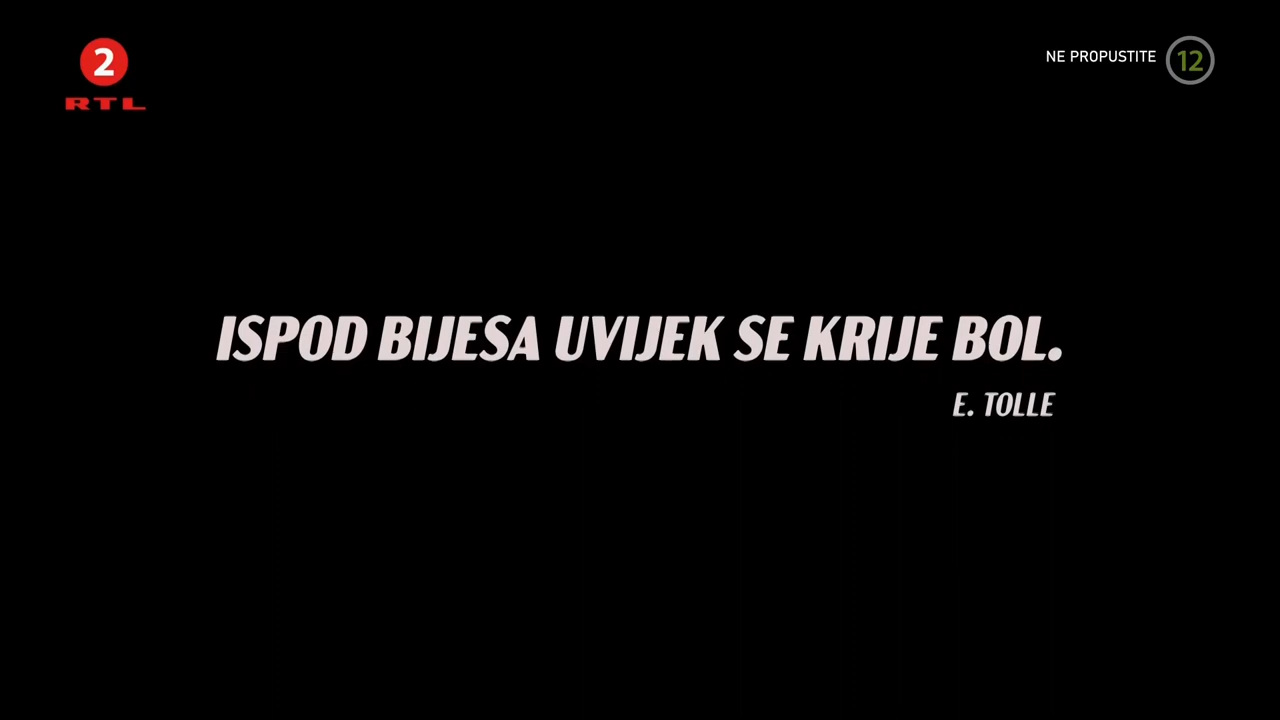 2
RTL
NE PROPUSTITE 12
ISPOD BIJESA UVIJEK SE KRIJE BOL.
E. TOLLE